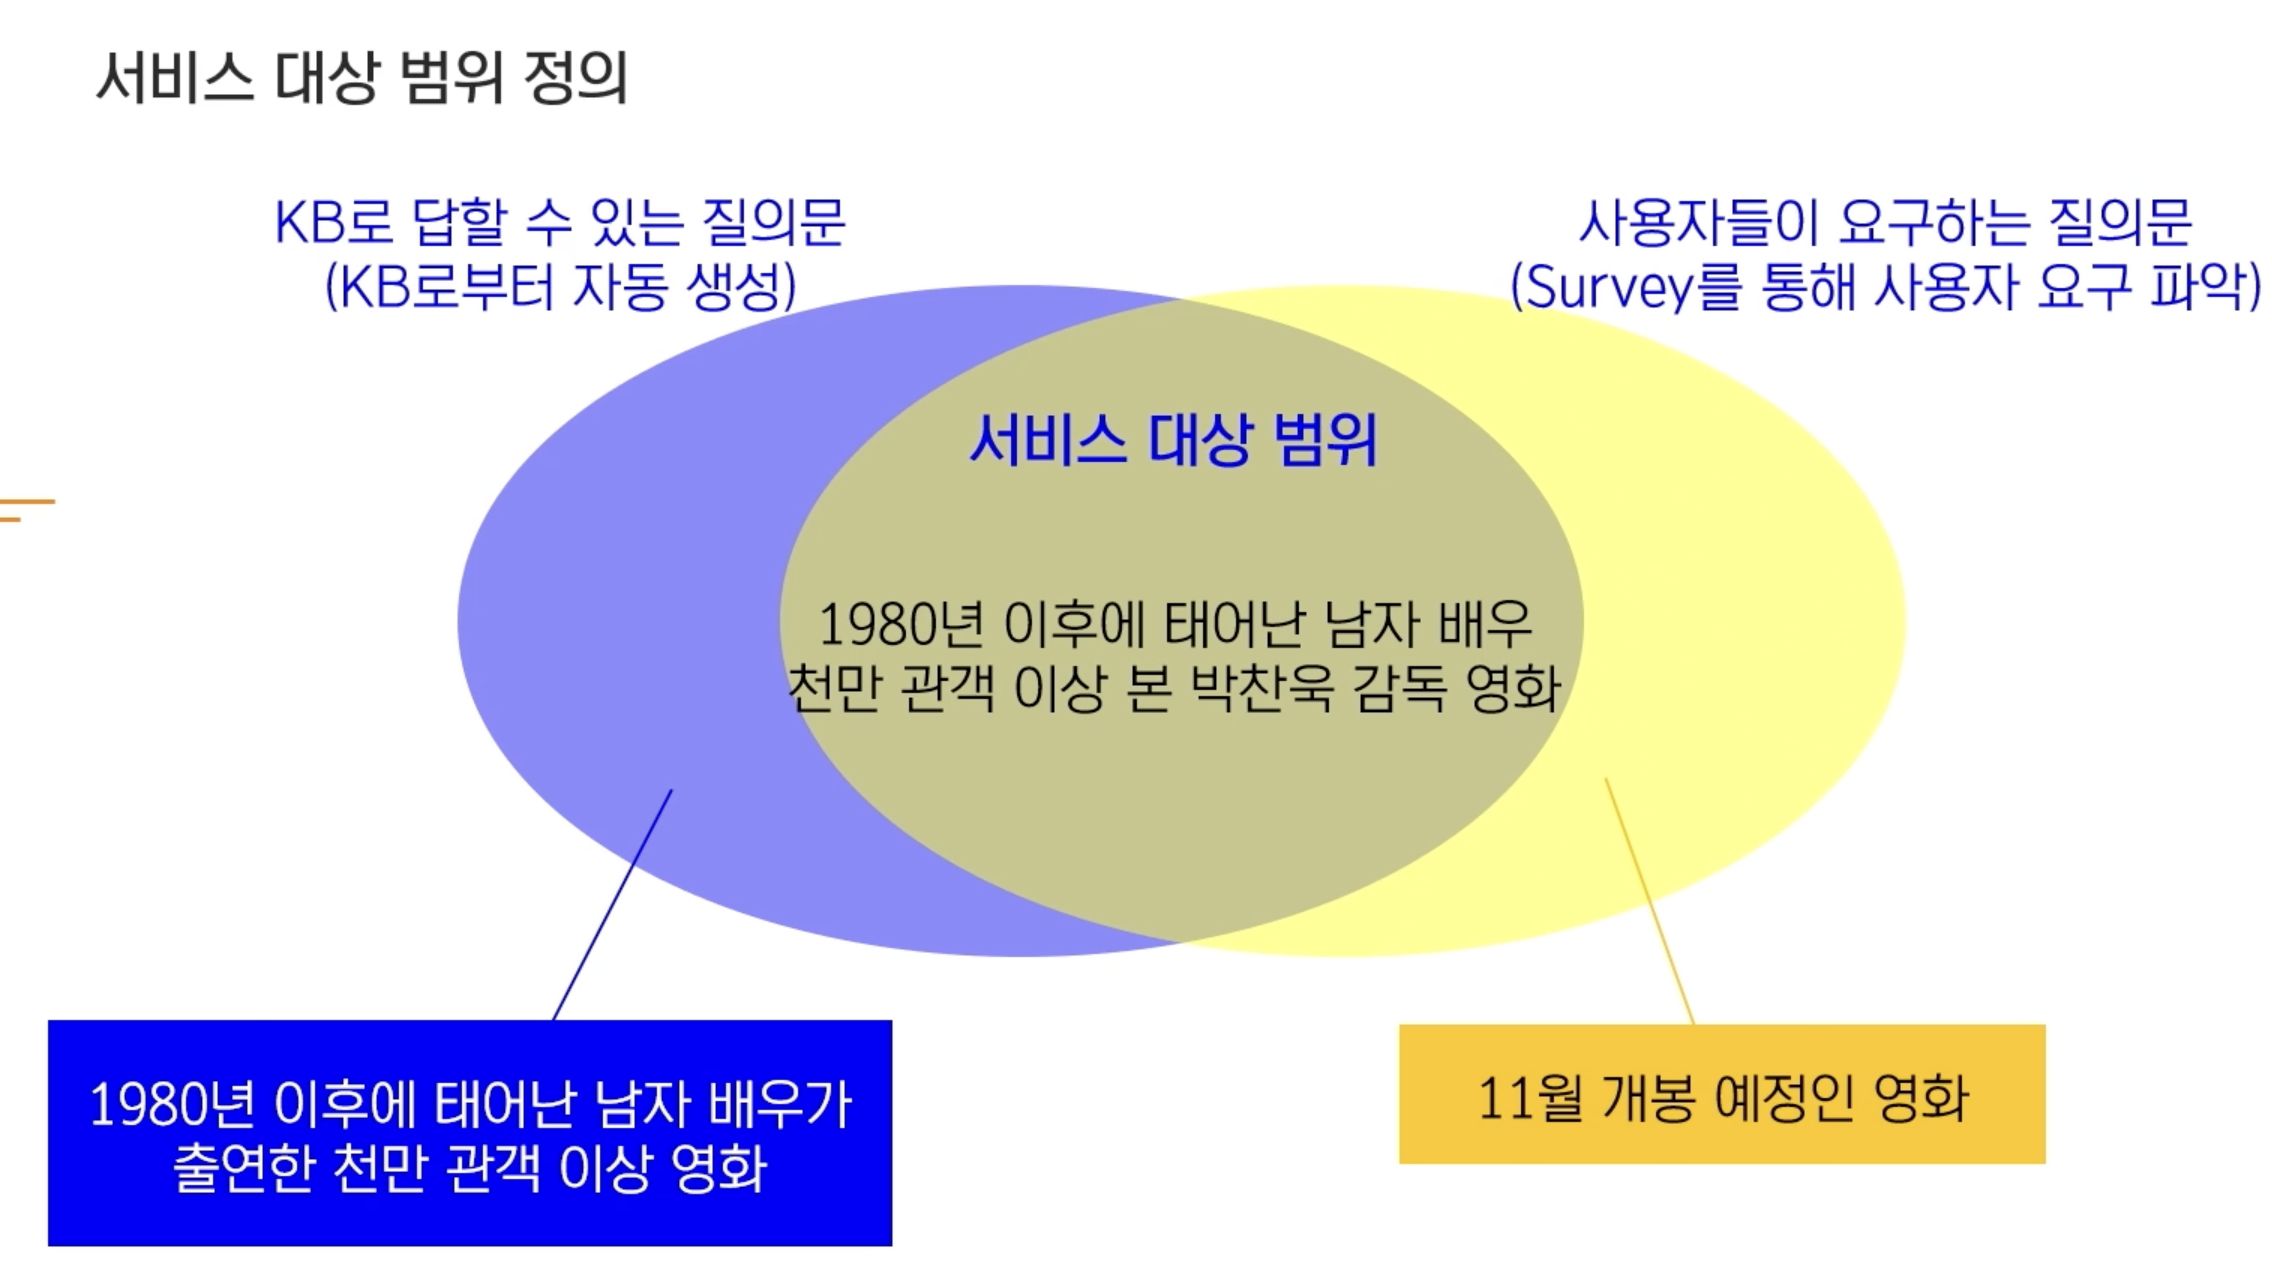 서비스 대상 범위 정의
KB로 답할 수 있는 질의문
(KB로부터 자동 생성)
사용자들이 요구하는 질의문
(Survey를 통해 사용자 요구 파악)
서비스 대상 범위
1980년 이후에 태어난 남자 배우
천만 관객 이상 본 박찬욱 감독 영화
1980년 이후에 태어난 남자 배우가
출연한 천만 관객 이상 영화
11월 개봉 예정인 영화